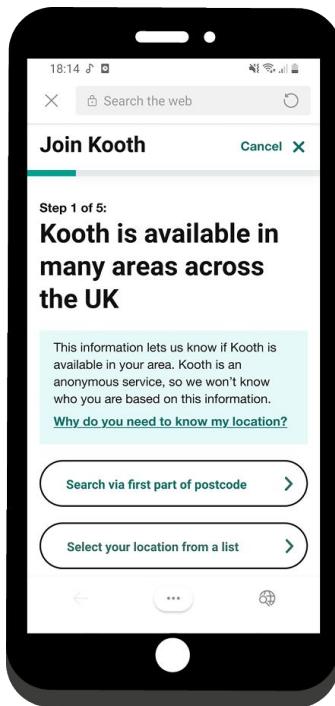 18:14
Search the web
Join Kooth
Cancel X
Step 1 of 5:
Kooth is available in
many areas across
the UK
This information lets us know if Kooth is
available in your area. Kooth is an
anonymous service, so we won't know
who you are based on this information.
Why do you need to know my location?
Search via first part of postcode
Select your location from a list